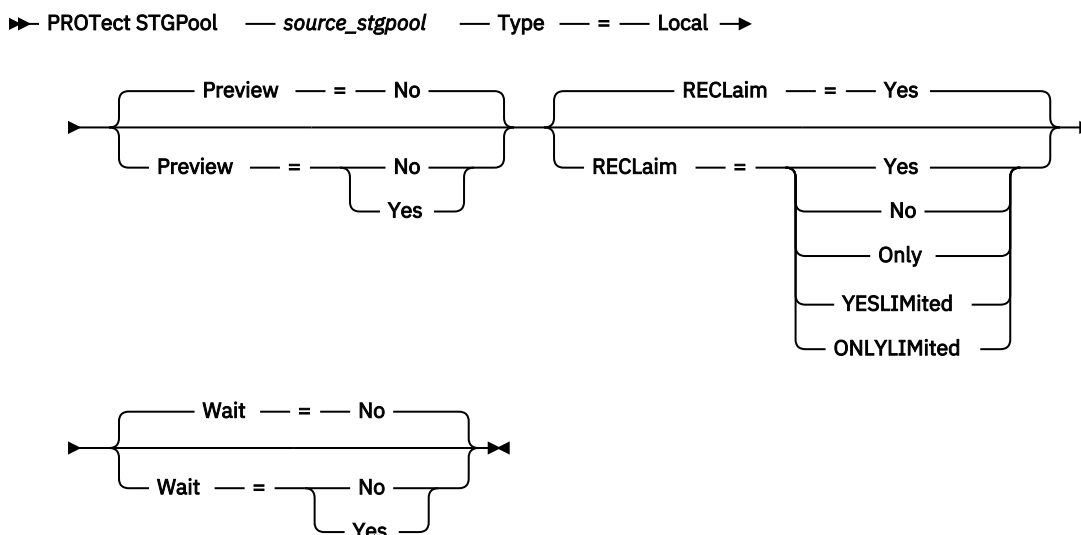 PROTect STGPool source_stgpool Type = Local
Preview = No RECLaim = Yes
Preview = No RECLaim = Yes
Yes No
Only
YESLIMited
ONLYLIMited
Wait = No
Wait = No
Yes